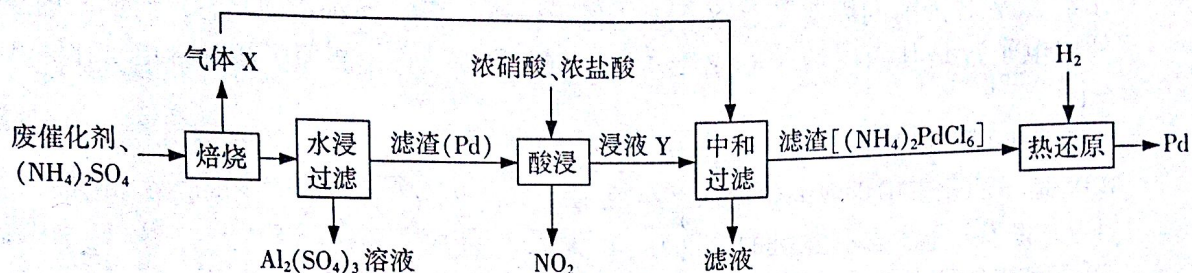 气体 X
浓硝酸、浓盐酸
H₂
废催化剂、
(NH₄)₂SO₄
焙烧
水浸
过滤
滤渣(Pd)
酸浸
浸液 Y
中和
过滤
滤渣[(NH₄)₂PdCl₆]
热还原
Pd
Al₂(SO₄)₃溶液
NO₂
滤液